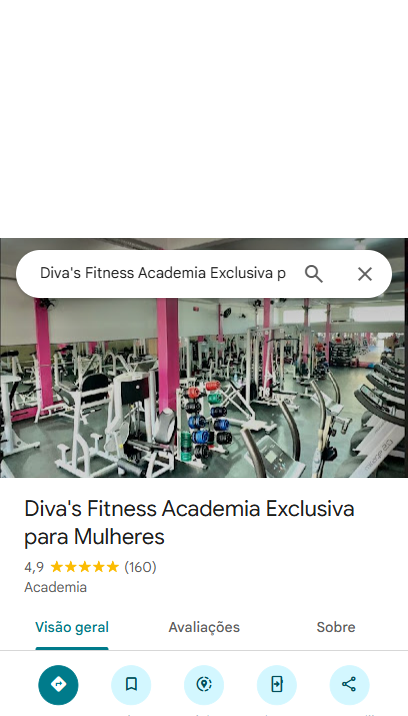 Diva's Fitness Academia Exclusiva p
Diva's Fitness Academia Exclusiva
para Mulheres
4,9 (160)
Academia
Visão geral Avaliações Sobre